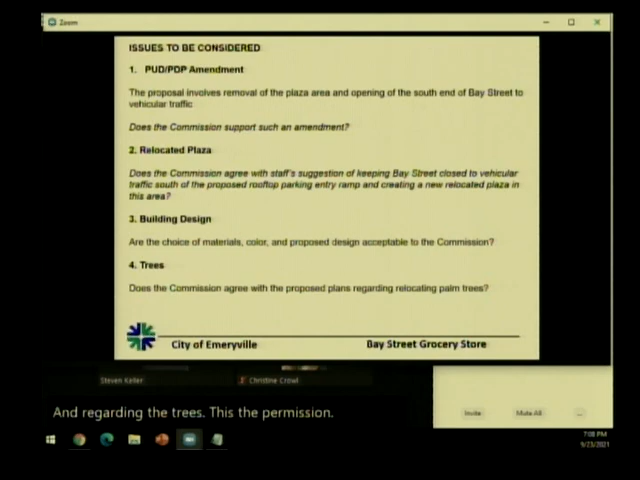 Zoom
ISSUES TO BE CONSIDERED
1. PUD/PDP Amendment
The proposal involves removal of the plaza area and opening of the south end of Bay Street to
vehicular traffic
Does the Commission support such an amendment?
2. Relocated Plaza
Does the Commission agree with staff's suggestion of keeping Bay Street closed to vehicular
traffic south of the proposed rooftop parking entry ramp and creating a new relocated plaza in
this area?
3. Building Design
Are the choice of materials, color, and proposed design acceptable to the Commission?
4. Trees
Does the Commission agree with the proposed plans regarding relocating palm trees?
City of Emeryville
Bay Street Grocery Store
Steven Keller
Christine Crowl
And regarding the trees. This the permission.
Invite
Mute All
...
7:08 PM
9/23/2021